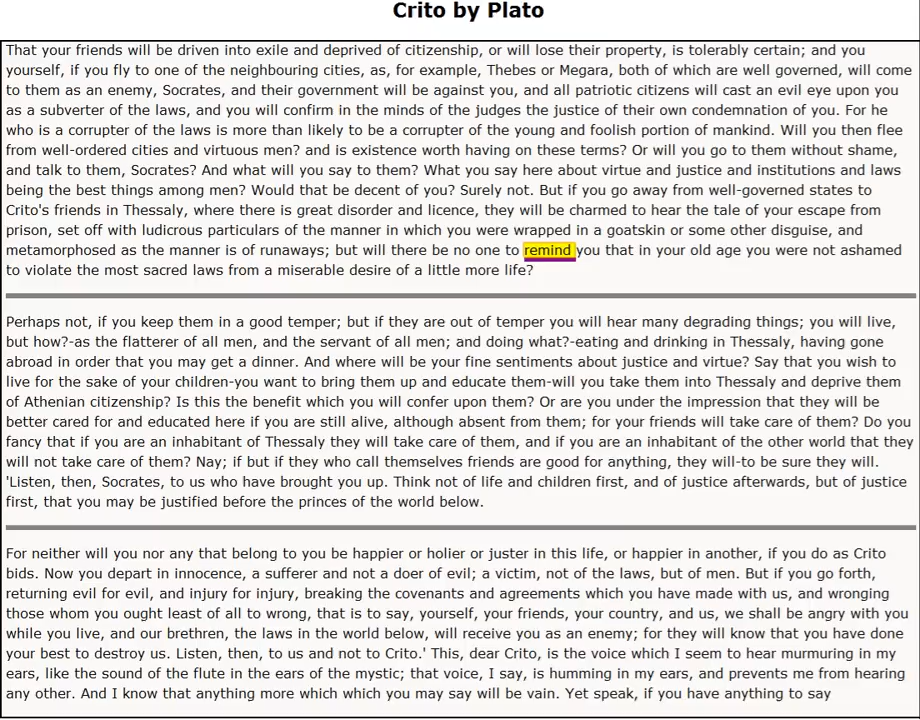 Crito by Plato
That your friends will be driven into exile and deprived of citizenship, or will lose their property, is tolerably certain; and you
yourself, if you fly to one of the neighbouring cities, as, for example, Thebes or Megara, both of which are well governed, will come
to them as an enemy, Socrates, and their government will be against you, and all patriotic citizens will cast an evil eye upon you
as a subverter of the laws, and you will confirm in the minds of the judges the justice of their own condemnation of you. For he
who is a corrupter of the laws is more than likely to be a corrupter of the young and foolish portion of mankind. Will you then flee
from well-ordered cities and virtuous men? and is existence worth having on these terms? Or will you go to them without shame,
and talk to them, Socrates? And what will you say to them? What you say here about virtue and justice and institutions and laws
being the best things among men? Would that be decent of you? Surely not. But if you go away from well-governed states to
Crito's friends in Thessaly, where there is great disorder and licence, they will be charmed to hear the tale of your escape from
prison, set off with ludicrous particulars of the manner in which you were wrapped in a goatskin or some other disguise, and
metamorphosed as the manner is of runaways; but will there be no one to remind you that in your old age you were not ashamed
to violate the most sacred laws from a miserable desire of a little more life?
Perhaps not, if you keep them in a good temper; but if they are out of temper you will hear many degrading things; you will live,
but how?-as the flatterer of all men, and the servant of all men; and doing what?-eating and drinking in Thessaly, having gone
abroad in order that you may get a dinner. And where will be your fine sentiments about justice and virtue? Say that you wish to
live for the sake of your children-you want to bring them up and educate them-will you take them into Thessaly and deprive them
of Athenian citizenship? Is this the benefit which you will confer upon them? Or are you under the impression that they will be
better cared for and educated here if you are still alive, although absent from them; for your friends will take care of them? Do you
fancy that if you are an inhabitant of Thessaly they will take care of them, and if you are an inhabitant of the other world that they
will not take care of them? Nay; if but if they who call themselves friends are good for anything, they will-to be sure they will.
'Listen, then, Socrates, to us who have brought you up. Think not of life and children first, and of justice afterwards, but of justice
first, that you may be justified before the princes of the world below.
For neither will you nor any that belong to you be happier or holier or juster in this life, or happier in another, if you do as Crito
bids. Now you depart in innocence, a sufferer and not a doer of evil; a victim, not of the laws, but of men. But if you go forth,
returning evil for evil, and injury for injury, breaking the covenants and agreements which you have made with us, and wronging
those whom you ought least of all to wrong, that is to say, yourself, your friends, your country, and us, we shall be angry with you
while you live, and our brethren, the laws in the world below, will receive you as an enemy; for they will know that you have done
your best to destroy us. Listen, then, to us and not to Crito.' This, dear Crito, is the voice which I seem to hear murmuring in my
ears, like the sound of the flute in the ears of the mystic; that voice, I say, is humming in my ears, and prevents me from hearing
any other. And I know that anything more which which you may say will be vain. Yet speak, if you have anything to say